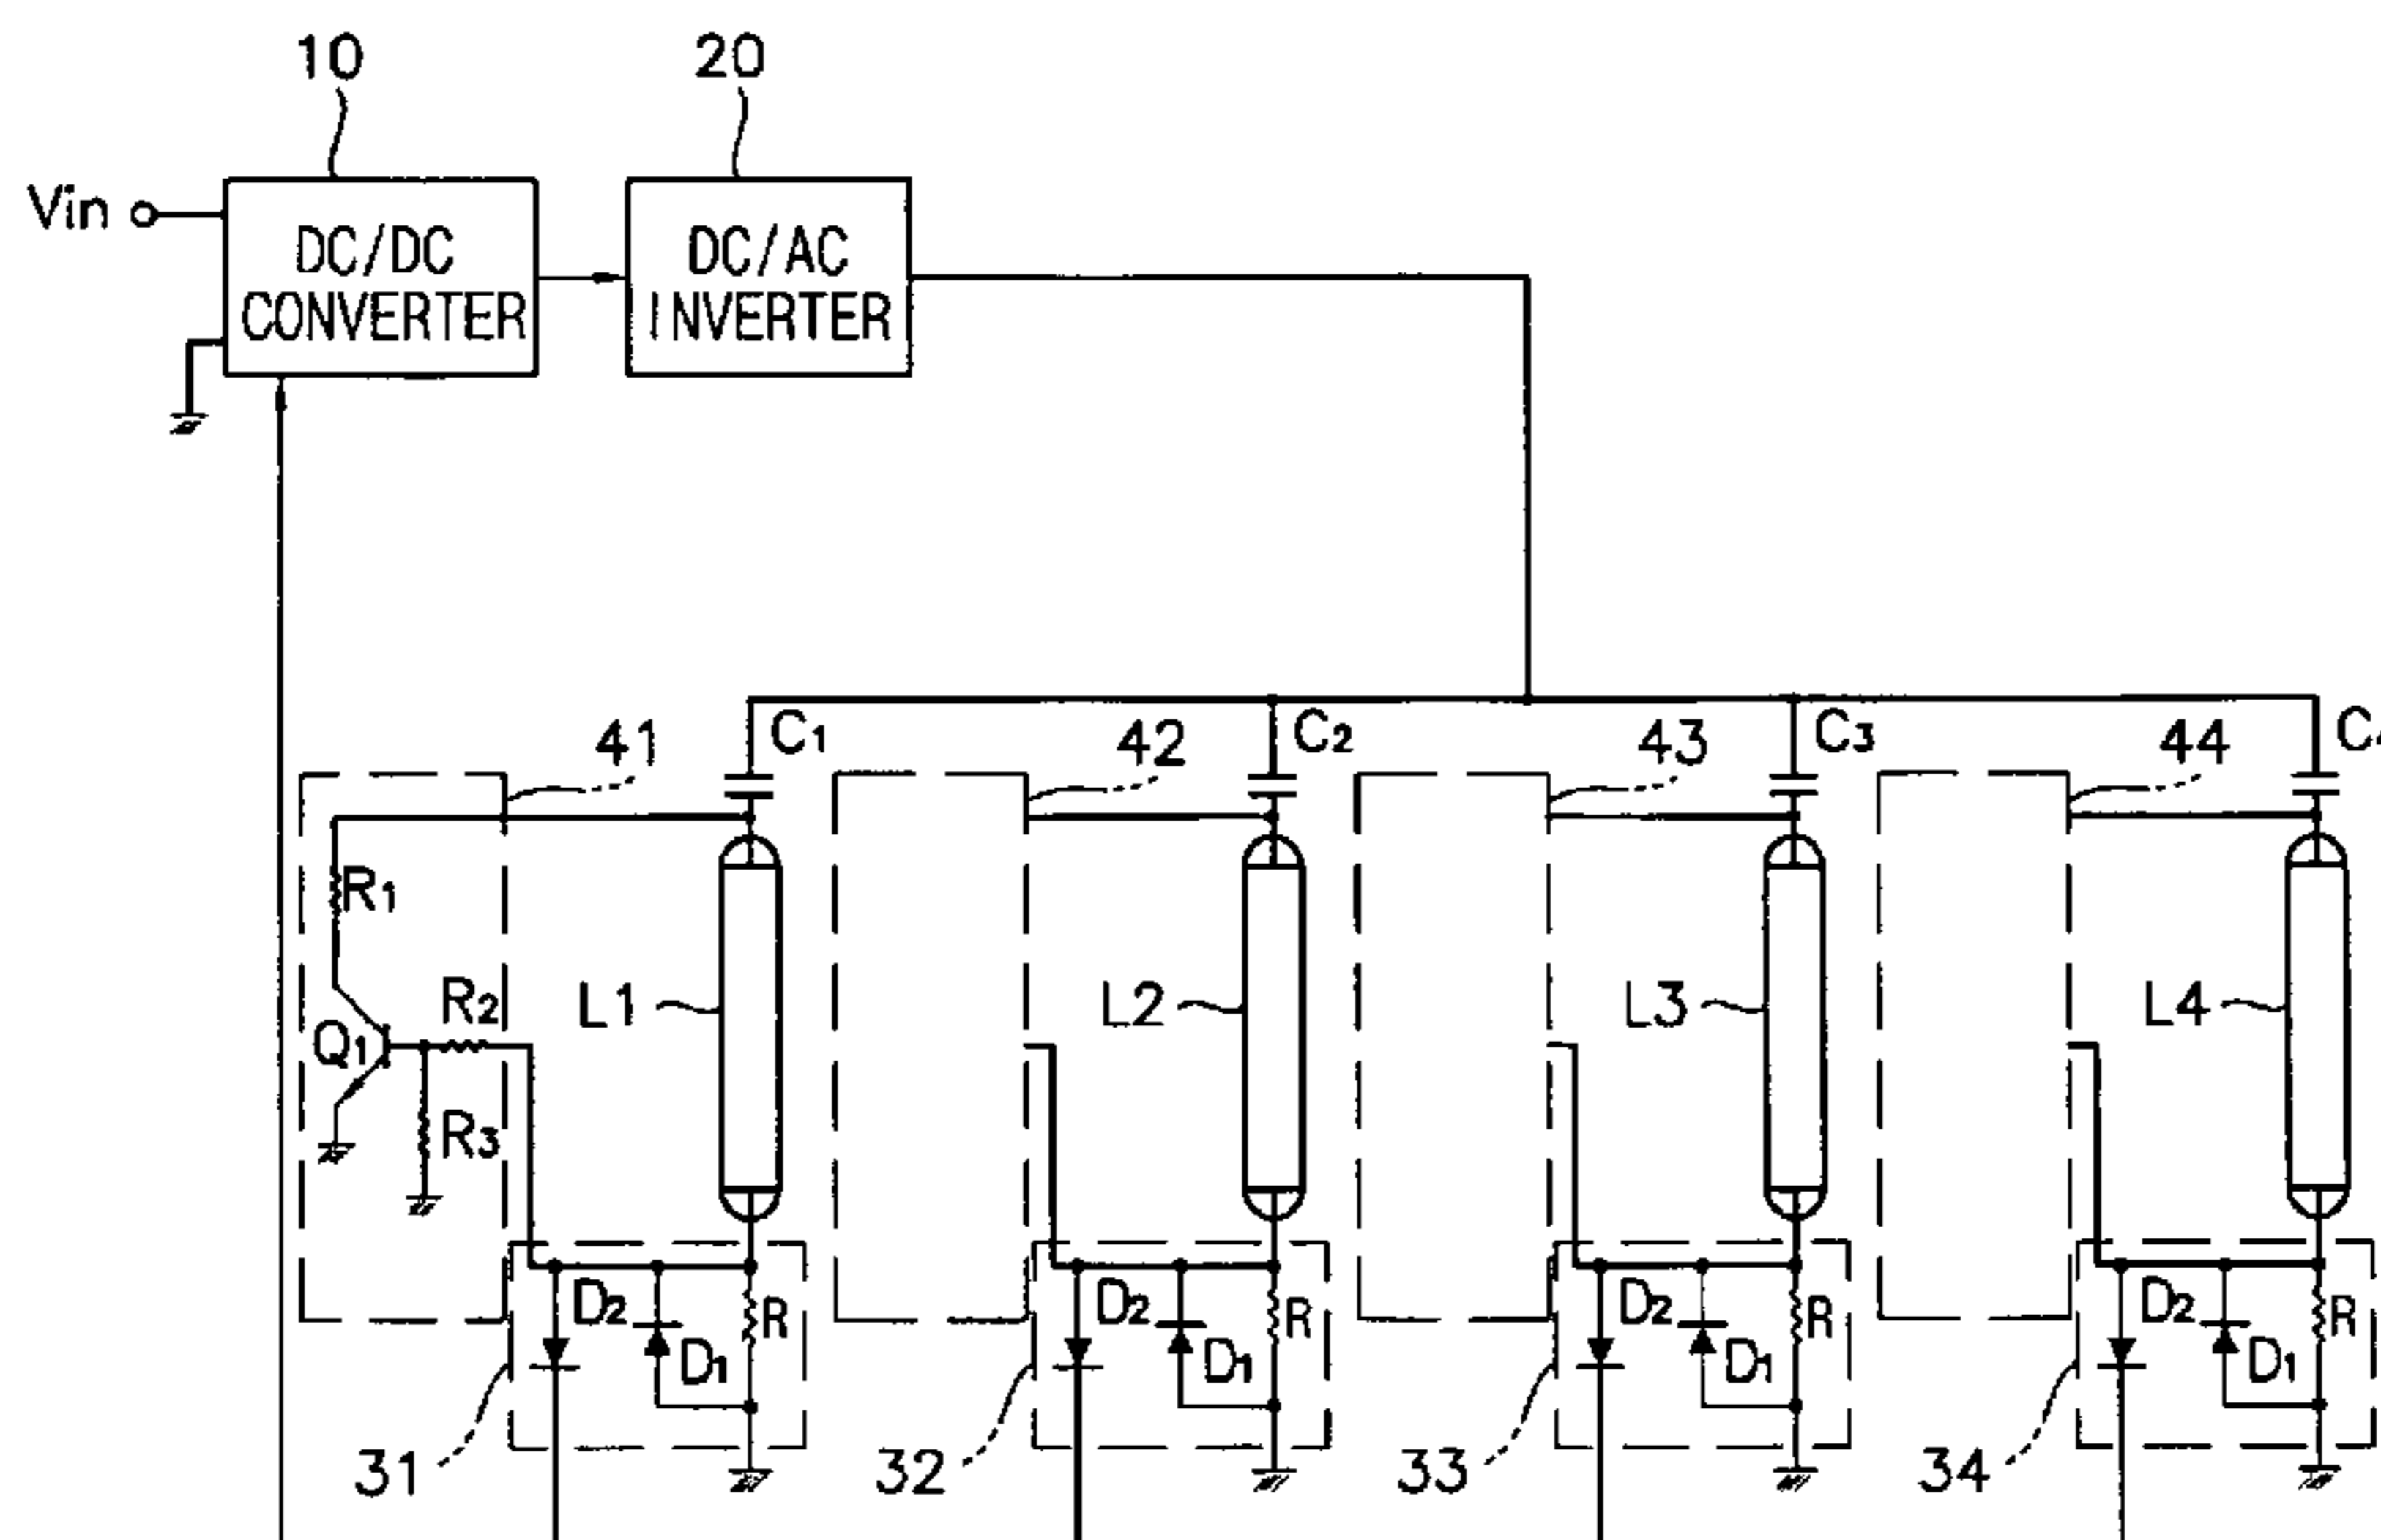 10
20
Vin
DC/DC
CONVERTER
DC/AC
INVERTER
41
C1
42
C2
43
C3
44
R1
R2
Q1
R3
L1
L2
L3
L4
D2
D1
R
D2
D1
R
D2
D1
R
D2
D1
R
31
32
33
34